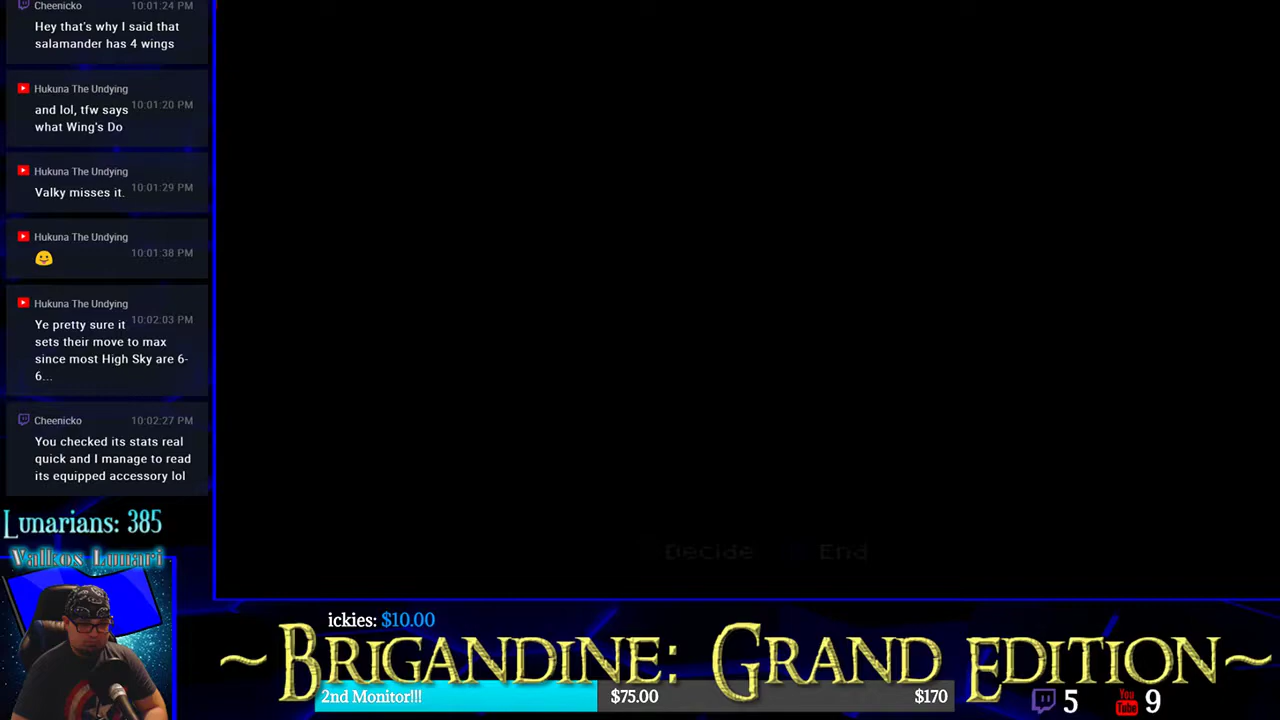 Cheenicko 10:01:24 PM
Hey that's why I said that
salamander has 4 wings
Hukuna The Undying
and lol, tfw says 10:01:20 PM
what Wing's Do
Hukuna The Undying
Valky misses it. 10:01:29 PM
Hukuna The Undying
10:01:38 PM
Hukuna The Undying
Ye pretty sure it 10:02:03 PM
sets their move to max
since most High Sky are 6-
6...
Cheenicko 10:02:27 PM
You checked its stats real
quick and I manage to read
its equipped accessory lol
Decide End
Lunarians: 385
Valkos Lunari
ickies: $10.00
~Brigandine: Grand Edition~
2nd Monitor!!! $75.00 $170
5 You Tube 9